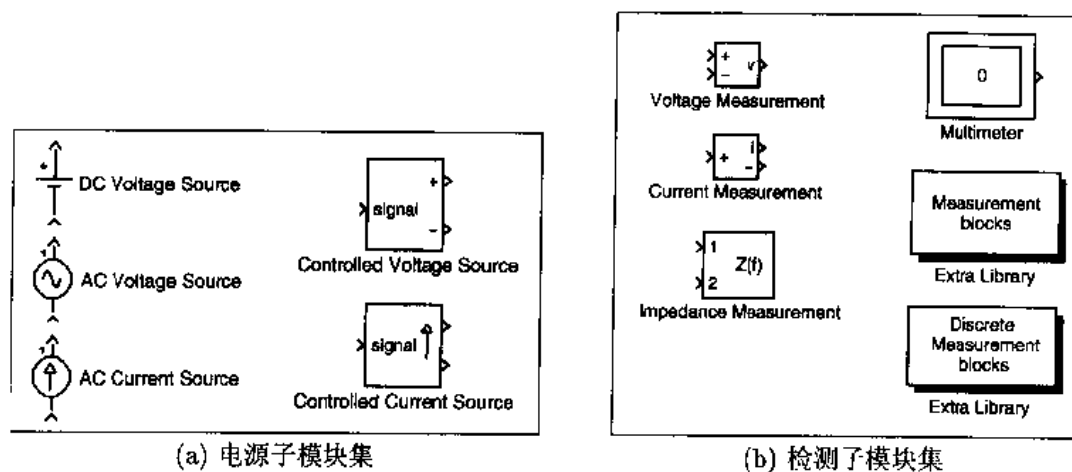 DC Voltage Source
AC Voltage Source
AC Current Source
signal
+
−
Controlled Voltage Source
signal
Controlled Current Source
(a) 电源子模块集
+
−
v
Voltage Measurement
+
i
−
Current Measurement
1
2
Z(f)
Impedance Measurement
0
Multimeter
Measurement
blocks
Extra Library
Discrete
Measurement
blocks
Extra Library
(b) 检测子模块集